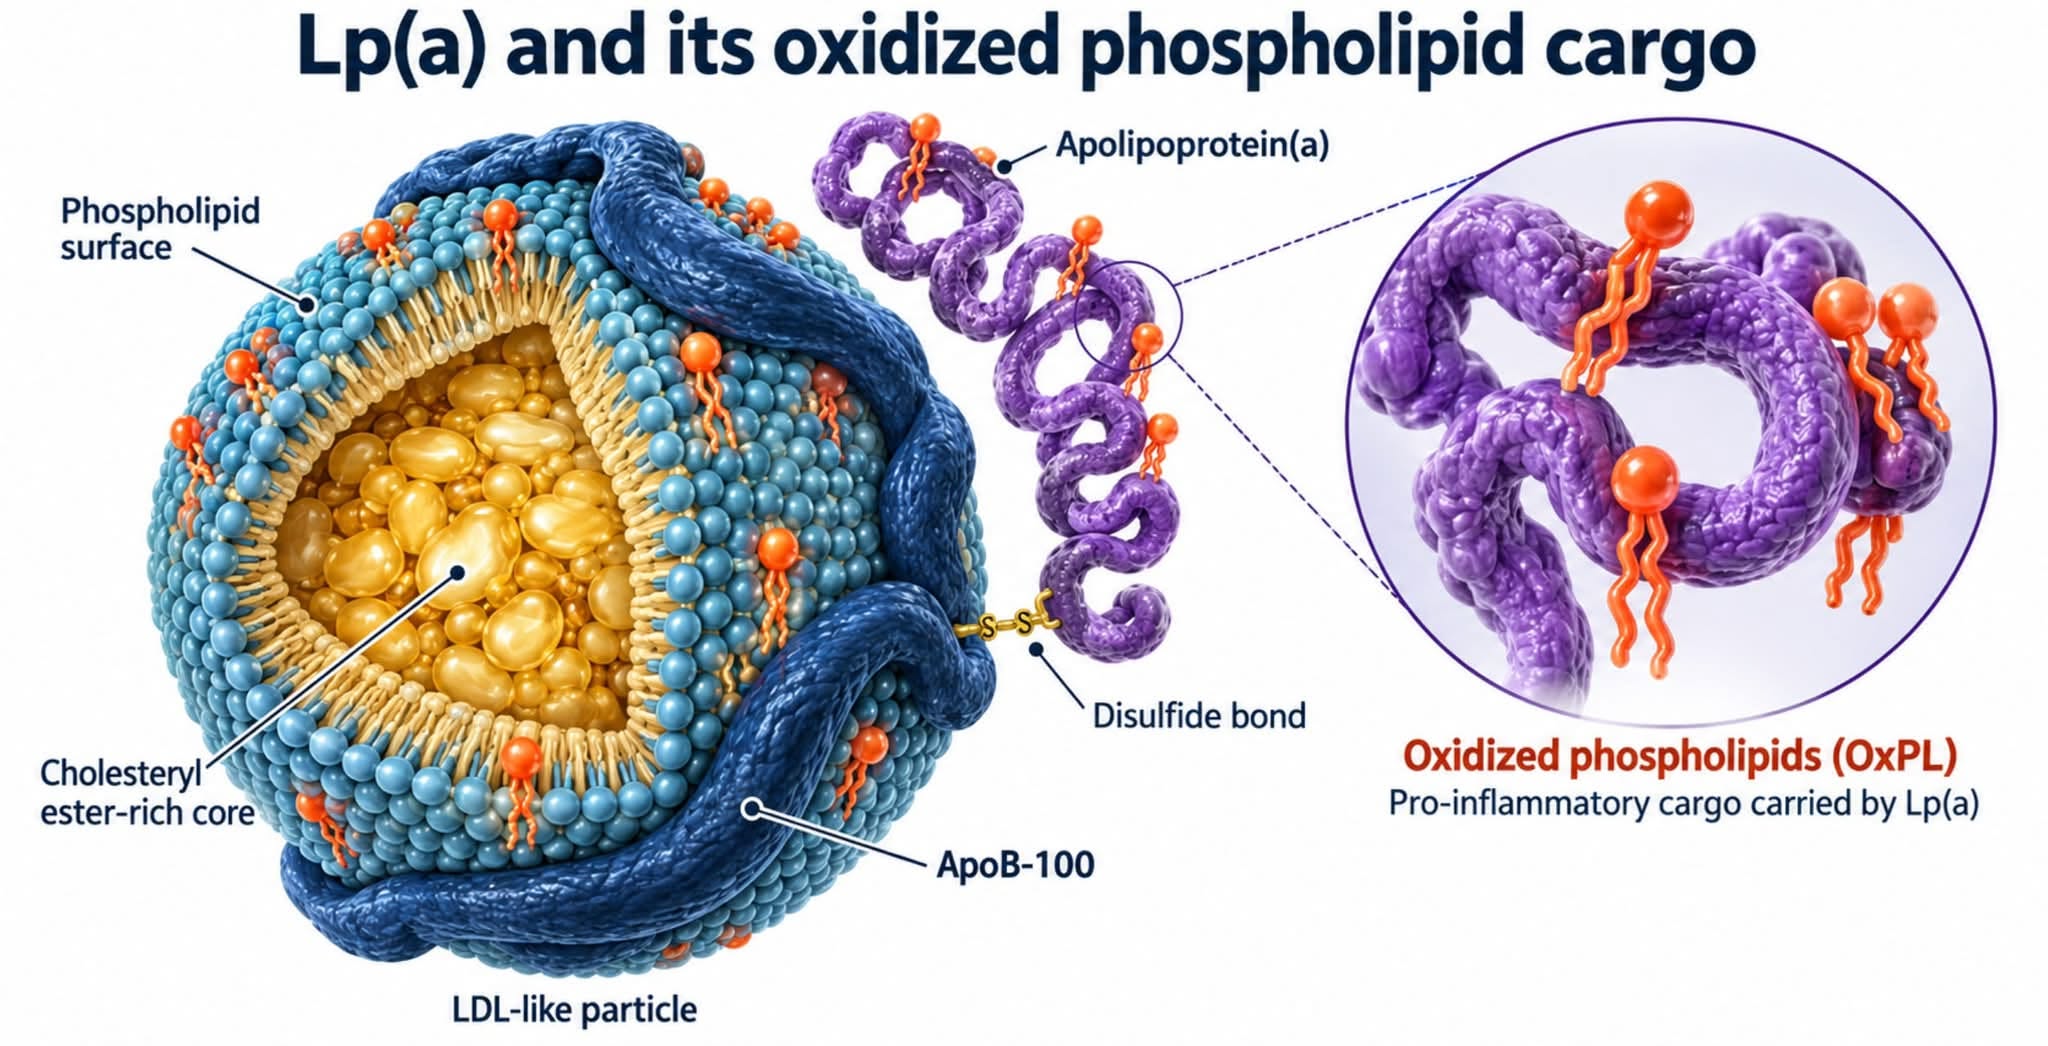 Lp(a) and its oxidized phospholipid cargo
Apolipoprotein(a)
Phospholipid
surface
S
S
Disulfide bond
Oxidized phospholipids (OxPL)
Pro-inflammatory cargo carried by Lp(a)
Cholesteryl
ester-rich core
ApoB-100
LDL-like particle